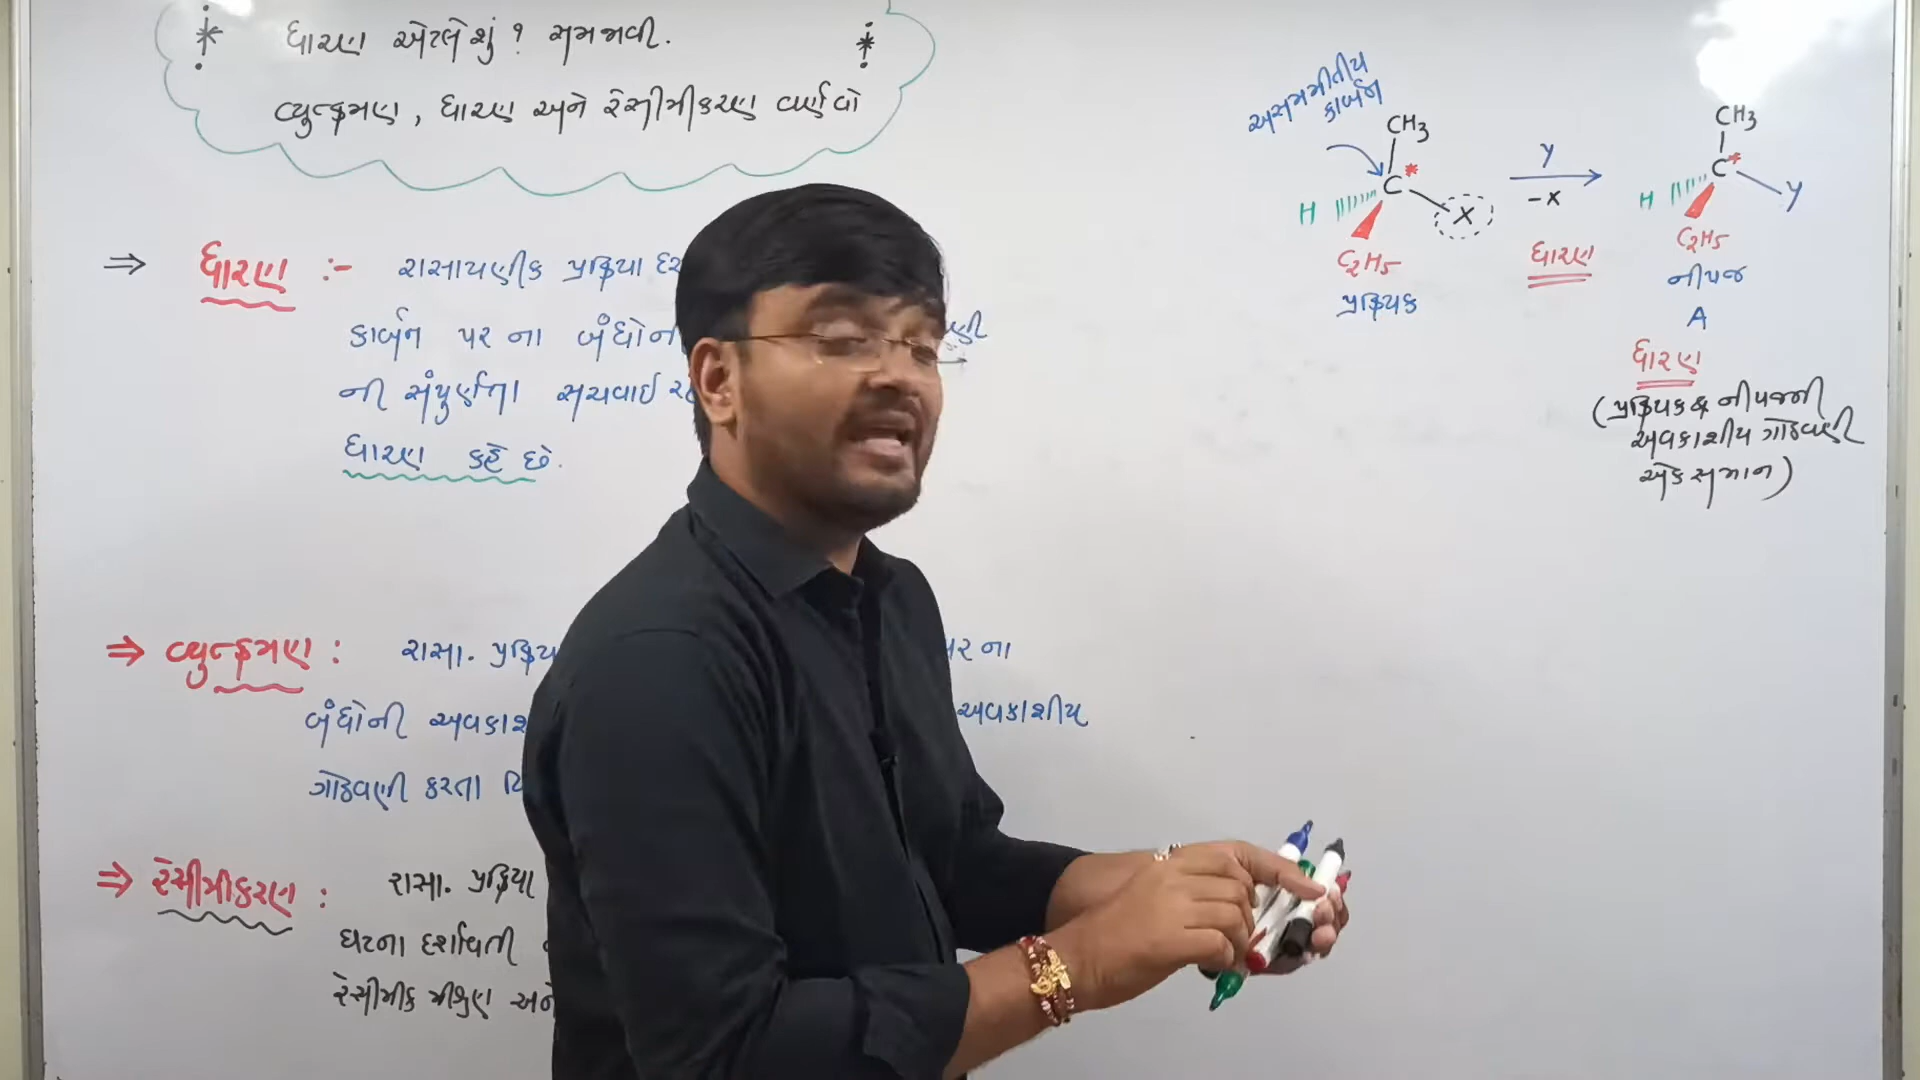 * ધારણ એટલે શું ? સમજાવી. *
વ્યુત્ક્રમણ, ધારણ અને રેસીમીકરણ વર્ણવો
⇒ ધારણ :- રાસાયણીક પ્રક્રિયા
કાર્બન પર ના બંધોની
ની સંપુર્ણતા સચવાઈ
ધારણ કહે છે.
⇒ વ્યુત્ક્રમણ : રાસા. પ્રક્રિયા પરના
બંધોની અવકાશ અવકાશીય
ગોઠવણી કરતા
⇒ રેસીમીકરણ : રાસા. પ્રક્રિયા
ઘટના દર્શાવતી
રેસીમીક મીશ્રણ અને
અસમમીતીય
કાર્બન
CH3
C*
H
X
C2H5
પ્રક્રિયક
Y
-X
ધારણ
CH3
C*
H
Y
C2H5
નીપજ
A
ધારણ
(પ્રક્રિયક & નીપજની
અવકાશીય ગોઠવણી
એક સમાન)